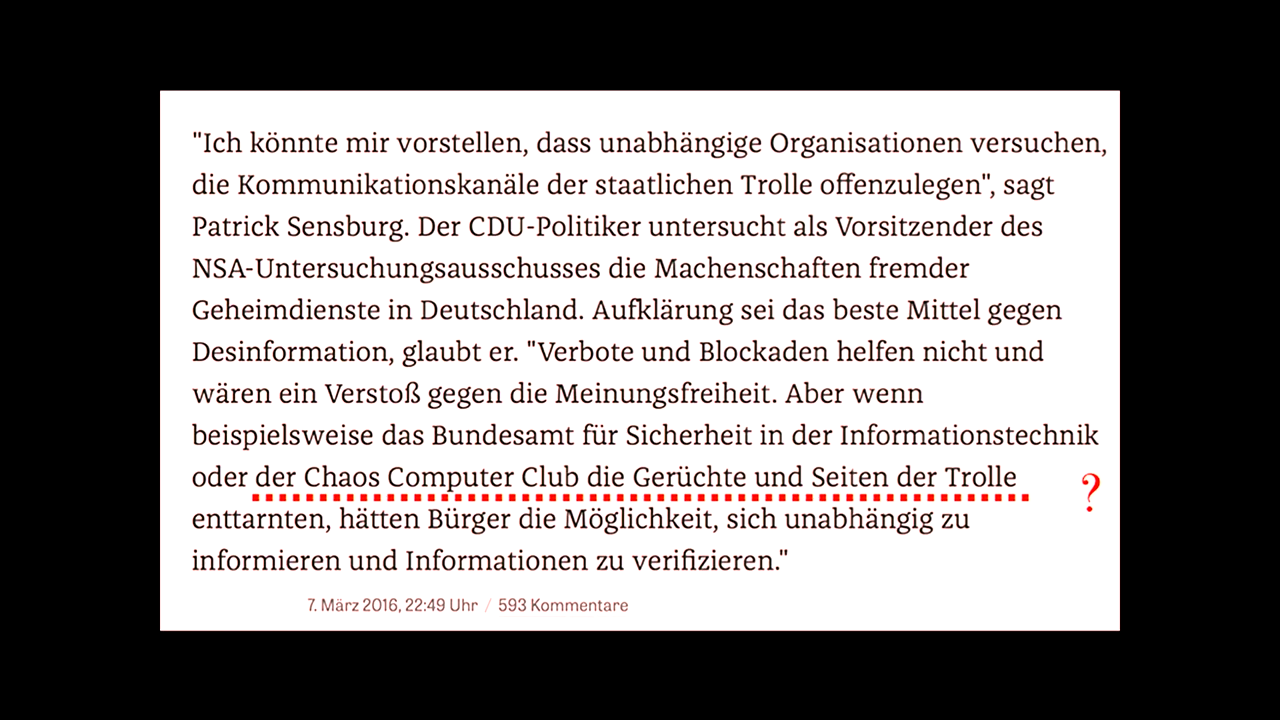 "Ich könnte mir vorstellen, dass unabhängige Organisationen versuchen,
die Kommunikationskanäle der staatlichen Trolle offenzulegen", sagt
Patrick Sensburg. Der CDU-Politiker untersucht als Vorsitzender des
NSA-Untersuchungsausschusses die Machenschaften fremder
Geheimdienste in Deutschland. Aufklärung sei das beste Mittel gegen
Desinformation, glaubt er. "Verbote und Blockaden helfen nicht und
wären ein Verstoß gegen die Meinungsfreiheit. Aber wenn
beispielsweise das Bundesamt für Sicherheit in der Informationstechnik
oder der Chaos Computer Club die Gerüchte und Seiten der Trolle
?
enttarnten, hätten Bürger die Möglichkeit, sich unabhängig zu
informieren und Informationen zu verifizieren."
7. März 2016, 22:49 Uhr / 593 Kommentare